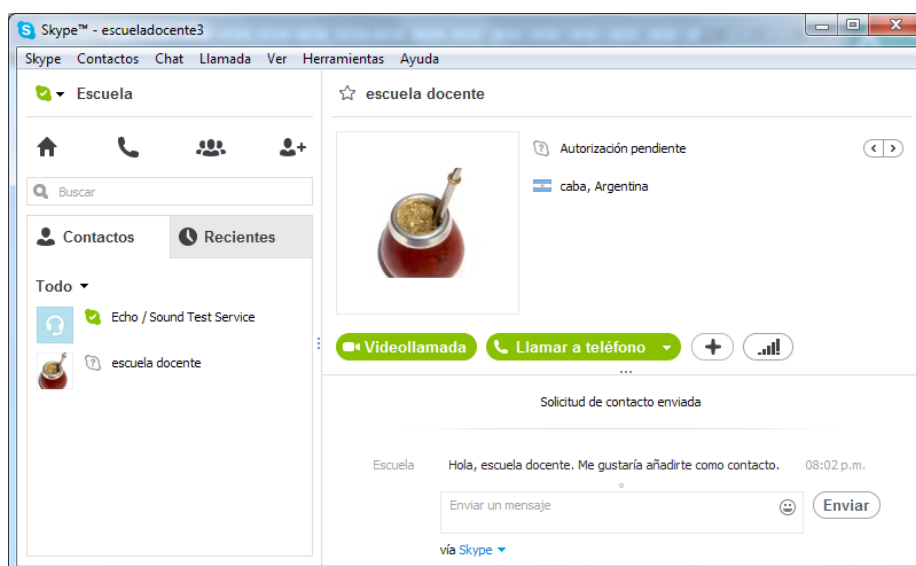 Skype™ - escueladocente3
Skype Contactos Chat Llamada Ver Herramientas Ayuda
Escuela
Buscar
Contactos Recientes
Todo
Echo / Sound Test Service
escuela docente
escuela docente
Autorización pendiente
caba, Argentina
Videollamada Llamar a teléfono
Solicitud de contacto enviada
Escuela Hola, escuela docente. Me gustaría añadirte como contacto. 08:02 p.m.
Enviar un mensaje Enviar
vía Skype